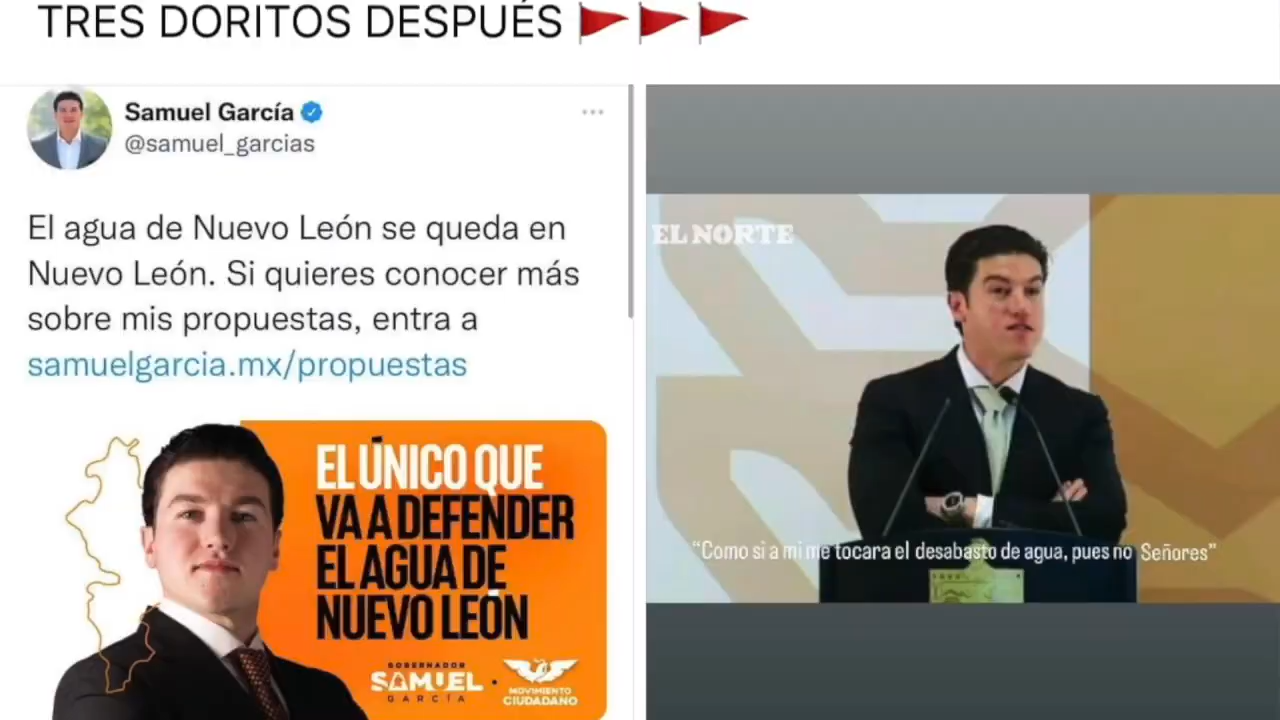 TRES DORITOS DESPUÉS
Samuel García
@samuel_garcias
El agua de Nuevo León se queda en
Nuevo León. Si quieres conocer más
sobre mis propuestas, entra a
samuelgarcia.mx/propuestas
EL ÚNICO QUE
VA A DEFENDER
EL AGUA DE
NUEVO LEÓN
GOBERNADOR
SAMUEL
GARCÍA
MOVIMIENTO
CIUDADANO
EL NORTE
“Como si a mi me tocara el desabasto de agua, pues no Señores”